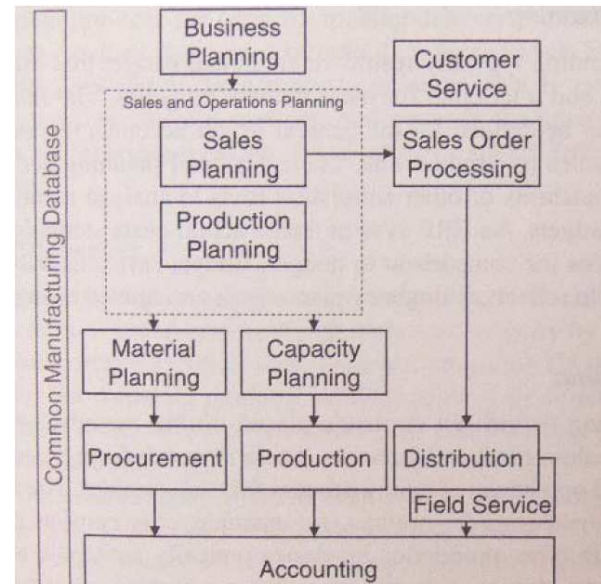 Business
Planning
Customer
Service
Sales and Operations Planning
Sales
Planning
Sales Order
Processing
Production
Planning
Common Manufacturing Database
Material
Planning
Capacity
Planning
Procurement
Production
Distribution
Field Service
Accounting